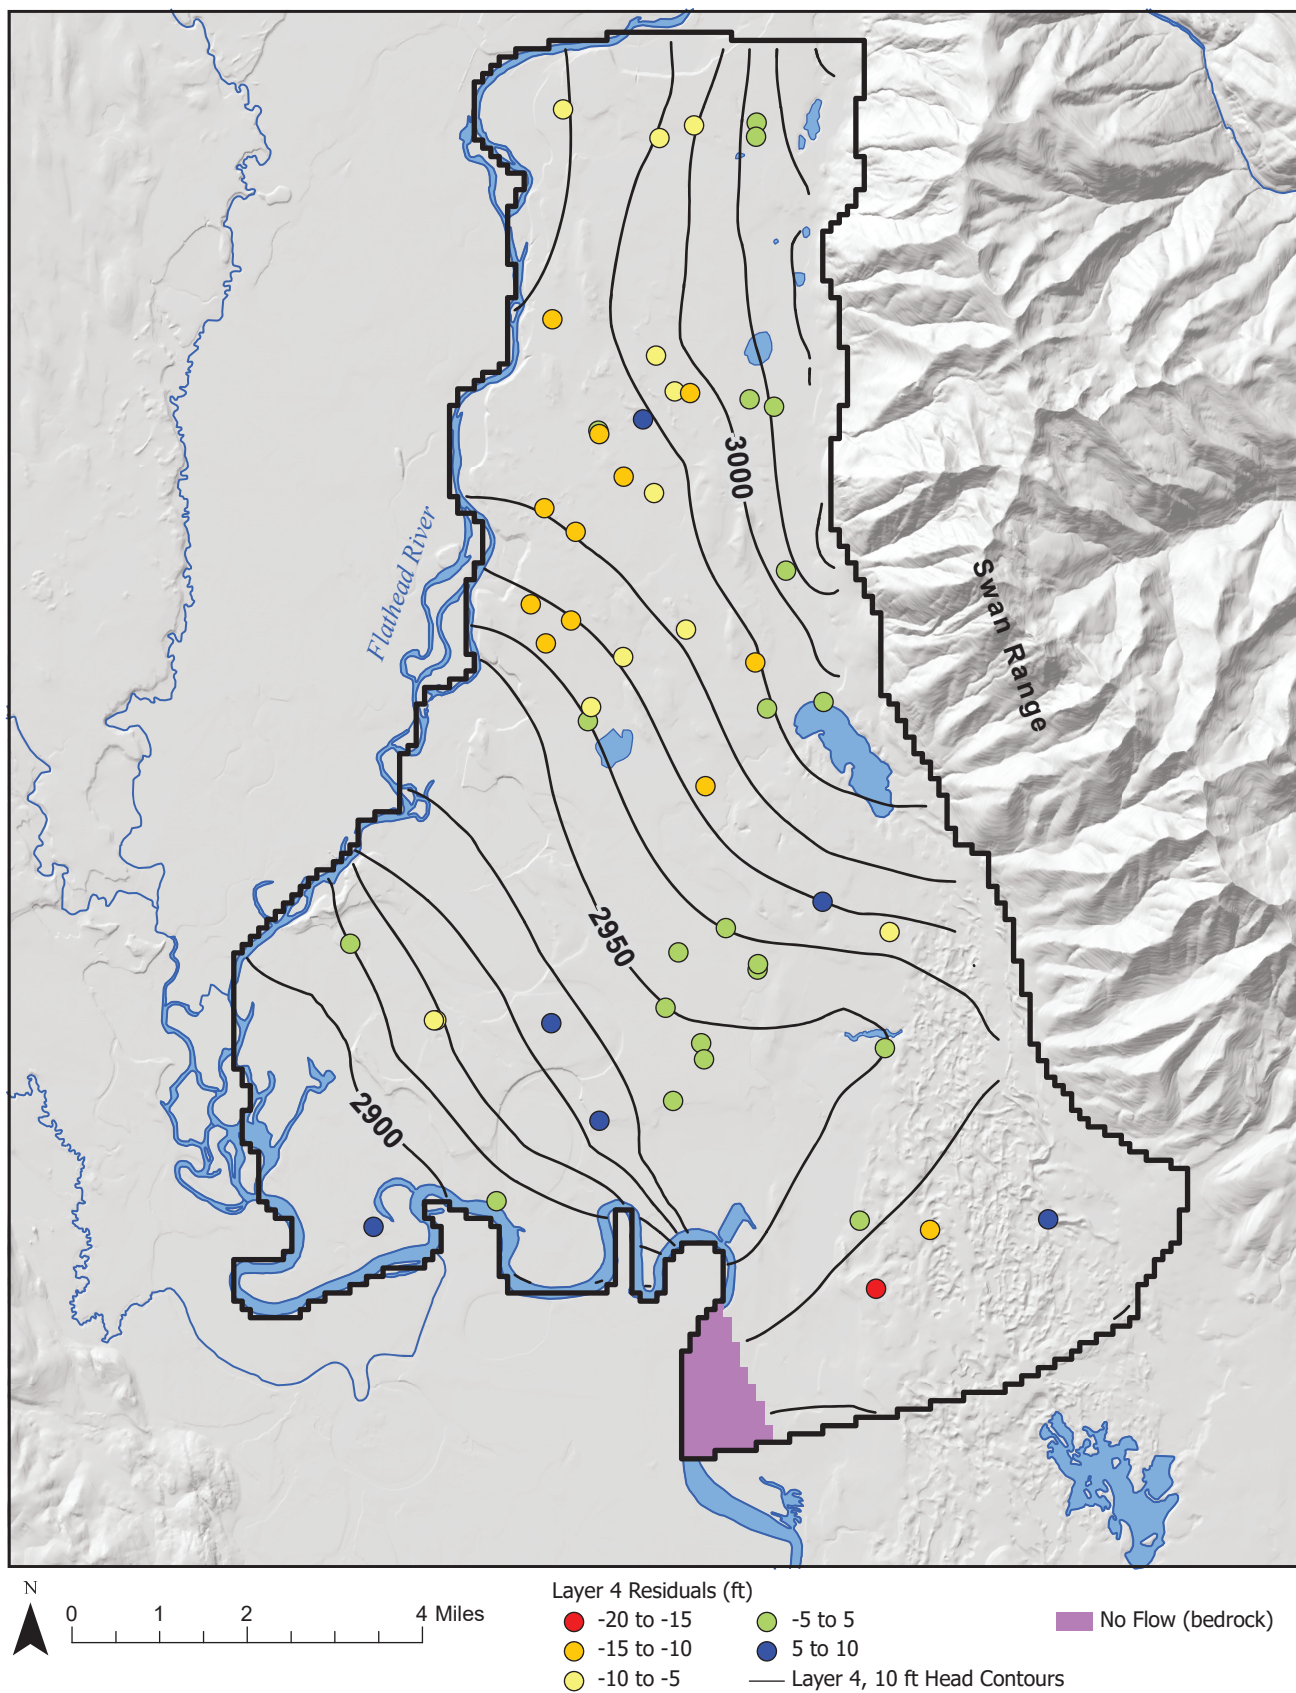 3000
Flathead River
Swan Range
2950
2900
N
0 1 2 4 Miles
Layer 4 Residuals (ft)
-20 to -15
-15 to -10
-10 to -5
-5 to 5
5 to 10
Layer 4, 10 ft Head Contours
No Flow (bedrock)